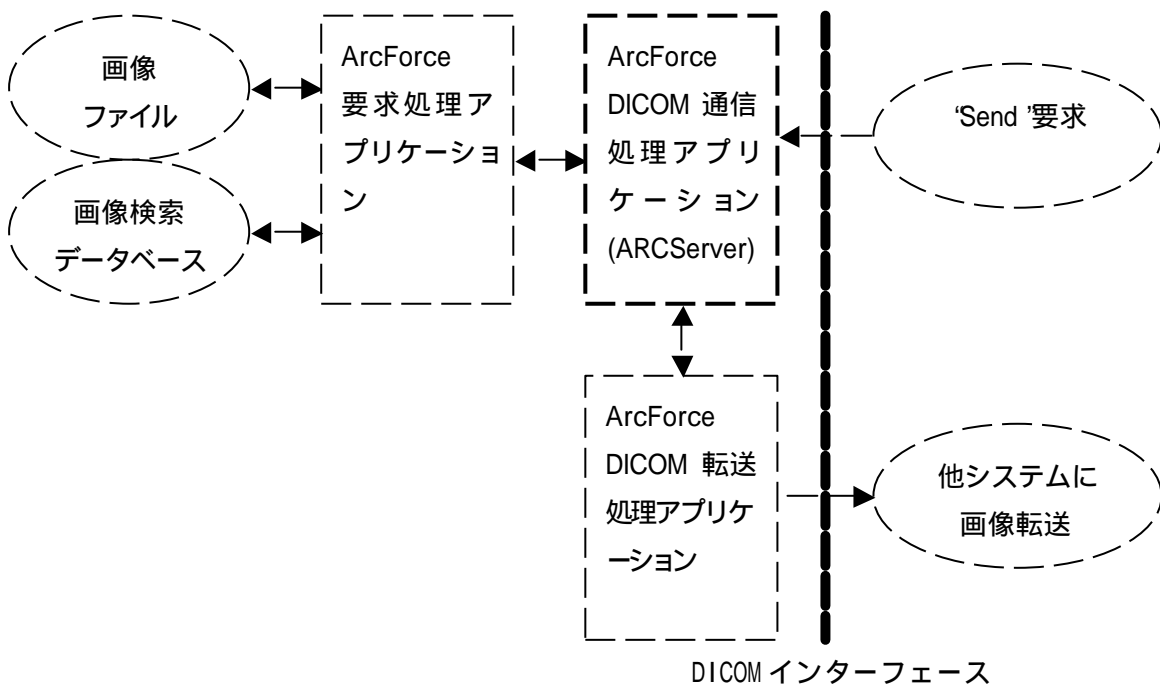 画像
ファイル
画像検索
データベース
ArcForce
要求処理ア
プリケーショ
ン
ArcForce
DICOM 通信
処理アプリ
ケーション
(ARCServer)
‘Send ’要求
ArcForce
DICOM 転送
処理アプリケ
ーション
他システムに
画像転送
DICOM インターフェース